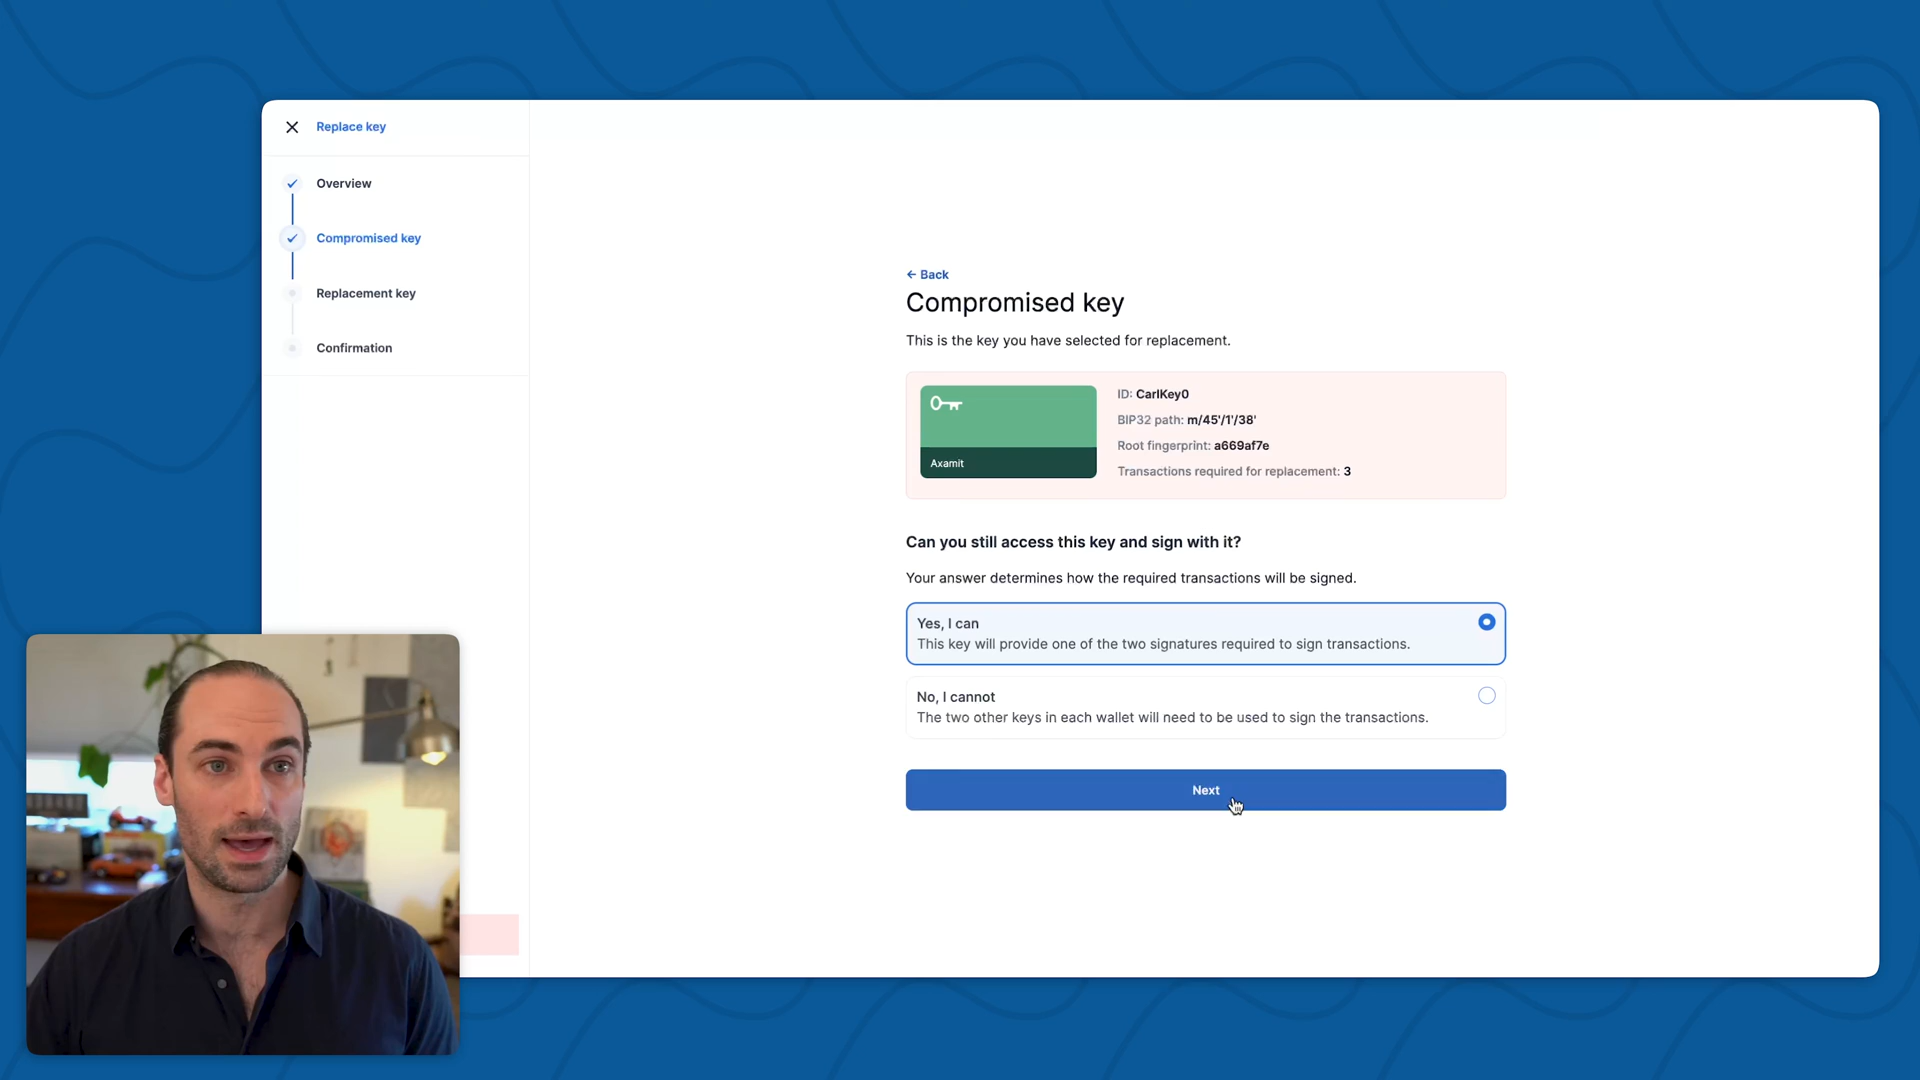 Replace key
Overview
Compromised key
Replacement key
Confirmation
← Back
Compromised key
This is the key you have selected for replacement.
Axamit
ID: CarlKey0
BIP32 path: m/45'/1'/38'
Root fingerprint: a669af7e
Transactions required for replacement: 3
Can you still access this key and sign with it?
Your answer determines how the required transactions will be signed.
Yes, I can
This key will provide one of the two signatures required to sign transactions.
No, I cannot
The two other keys in each wallet will need to be used to sign the transactions.
Next